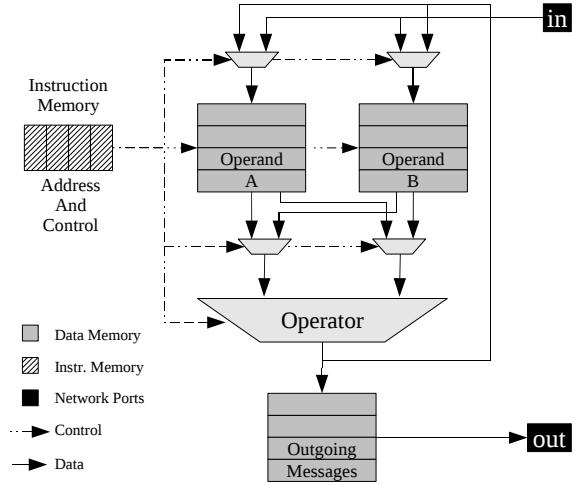 in
Instruction
Memory
Address
And
Control
Operand
A
Operand
B
Operator
Data Memory
Instr. Memory
Network Ports
Control
Data
Outgoing
Messages
out